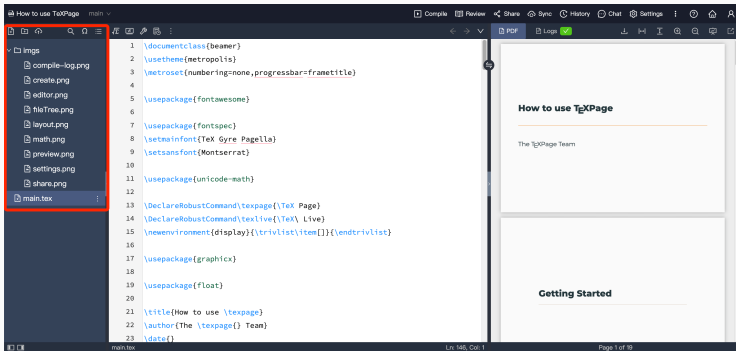 How to use TeXPage main Compile Review Share Sync History Chat Settings
PDF Logs
imgs
compile-log.png
create.png
editor.png
fileTree.png
layout.png
math.png
preview.png
settings.png
share.png
main.tex
1 \documentclass{beamer}
2 \usetheme{metropolis}
3 \metroset{numbering=none,progressbar=frametitle}
4
5 \usepackage{fontawesome}
6
7 \usepackage{fontspec}
8 \setmainfont{TeX Gyre Pagella}
9 \setsansfont{Montserrat}
10
11 \usepackage{unicode-math}
12
13 \DeclareRobustCommand\texpage{\TeX Page}
14 \DeclareRobustCommand\texlive{\TeX\ Live}
15 \newenvironment{display}{\trivlist\item[]}{\endtrivlist}
16
17 \usepackage{graphicx}
18
19 \usepackage{float}
20
21 \title{How to use \texpage}
22 \author{The \texpage{} Team}
23 \date{}
How to use TEXPage
The TEXPage Team
Getting Started
main.tex Ln: 146, Col: 1 Page 1 of 19